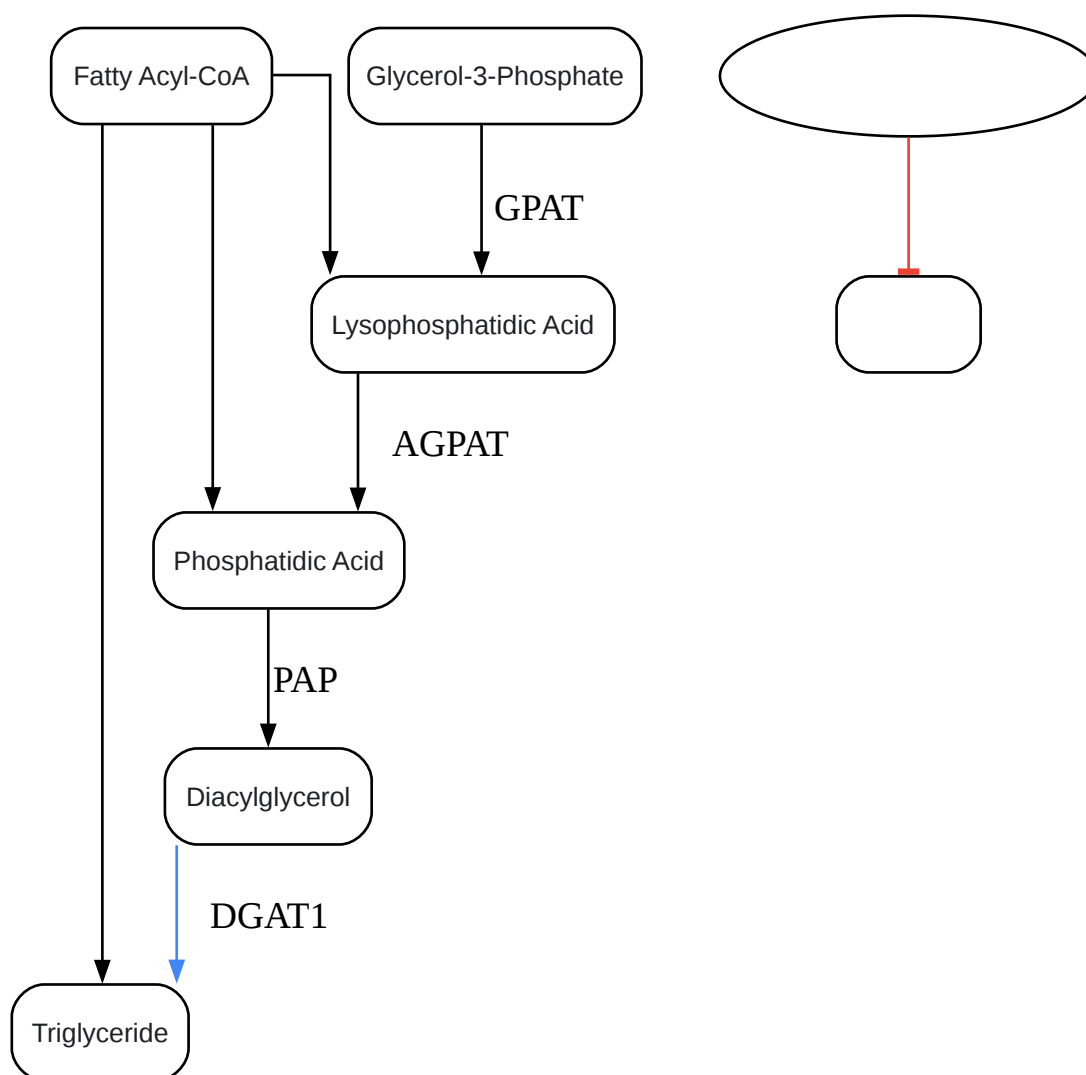 Fatty Acyl-CoA
Glycerol-3-Phosphate
GPAT
Lysophosphatidic Acid
AGPAT
Phosphatidic Acid
PAP
Diacylglycerol
DGAT1
Triglyceride